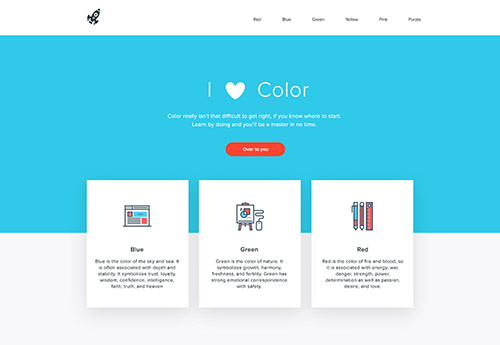 Red Blue Green Yellow Pink Purple
I Color
Color really isn't that difficult to get right, if you know where to start.
Learn by doing and you'll be a master in no time.
Over to you
Blue
Blue is the color of the sky and sea. It
is often associated with depth and
stability. It symbolizes trust, loyalty,
wisdom, confidence, intelligence,
faith, truth, and heaven
Green
Green is the color of nature. It
symbolizes growth, harmony,
freshness, and fertility. Green has
strong emotional correspondence
with safety.
Red
Red is the color of fire and blood, so
it is associated with energy, war,
danger, strength, power,
determination as well as passion,
desire, and love.